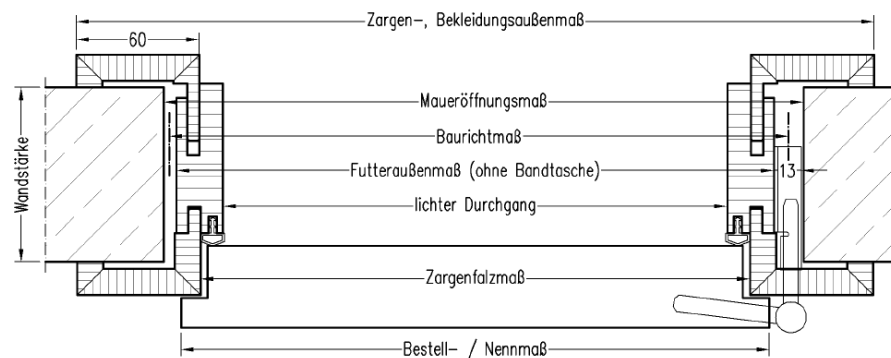 Zargen-, Bekleidungsaußenmaß
60
Maueröffnungsmaß
Baurichtmaß
Wandstärke
Futteraußenmaß (ohne Bandtasche)
13
lichter Durchgang
Zargenfalzmaß
Bestell- / Nennmaß